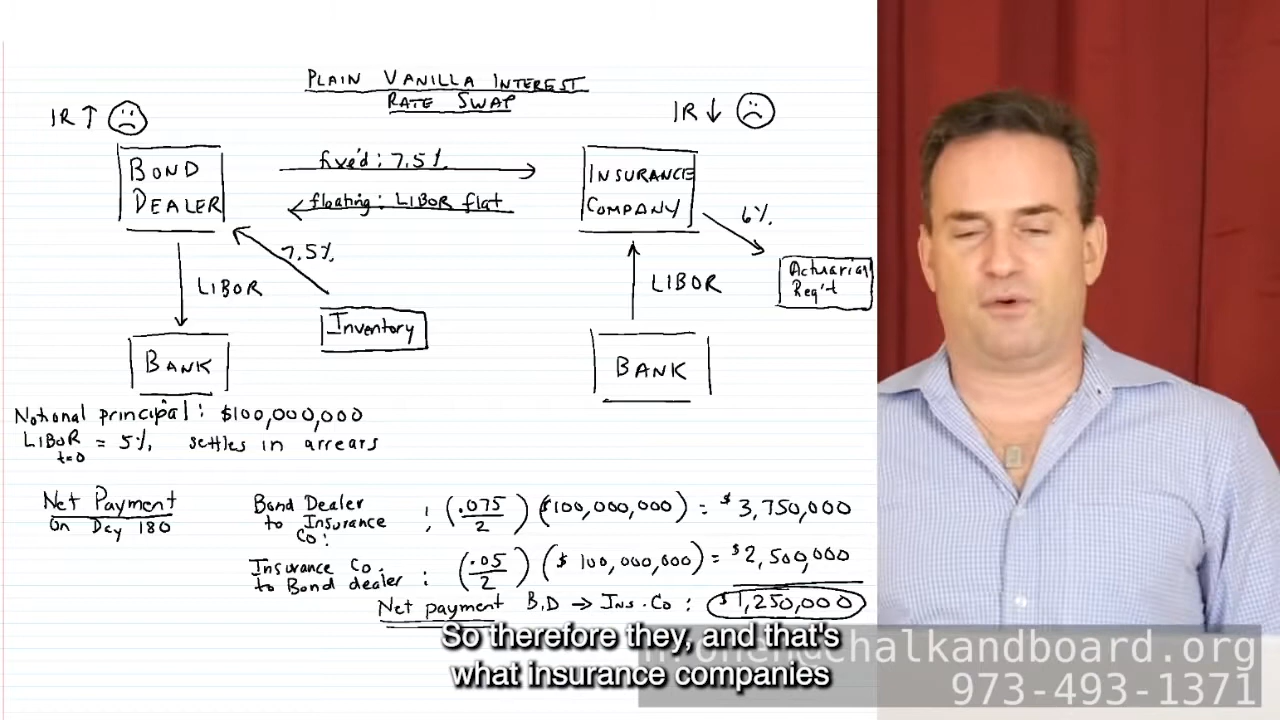 PLAIN VANILLA INTEREST
RATE SWAP
IR ↑
IR ↓
BOND
DEALER
fix'd: 7.5%
floating: LIBOR flat
INSURANCE
COMPANY
6%
Actuarial
Req't
7.5%
LIBOR
LIBOR
Inventory
BANK
BANK
Notional principal: $100,000,000
LIBOR = 5% settles in arrears
t=0
Net Payment
On Day 180
Bond Dealer
to Insurance
Co:
: (.075/2) ($100,000,000) = $3,750,000
Insurance Co.
to Bond dealer : (.05/2) ($ 100,000,000) = $2,500,000
Net payment B.D → Ins. Co : $1,250,000
So therefore they, and that's
what insurance companies
chalkandboard.org
973-493-1371